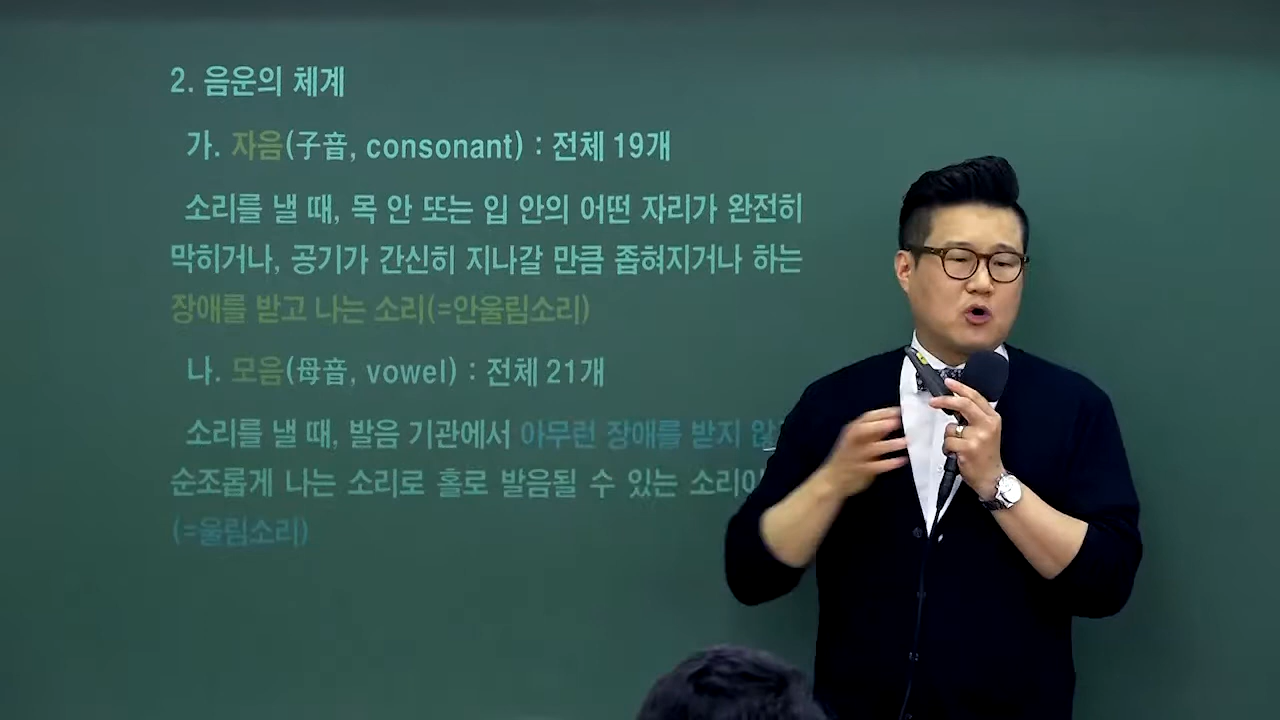 2. 음운의 체계
가. 자음(子音, consonant) : 전체 19개
소리를 낼 때, 목 안 또는 입 안의 어떤 자리가 완전히
막히거나, 공기가 간신히 지나갈 만큼 좁혀지거나 하는
장애를 받고 나는 소리(=안울림소리)
나. 모음(母音, vowel) : 전체 21개
소리를 낼 때, 발음 기관에서 아무런 장애를 받지
순조롭게 나는 소리로 홀로 발음될 수 있는
(=울림소리)